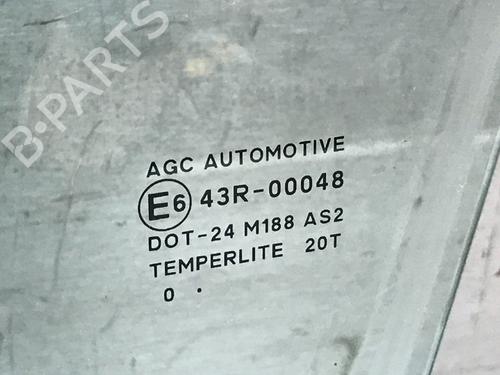 B-PARTS
AGC AUTOMOTIVE
E6 43R-00048
DOT-24 M188 AS2
TEMPERLITE 20T
0 .